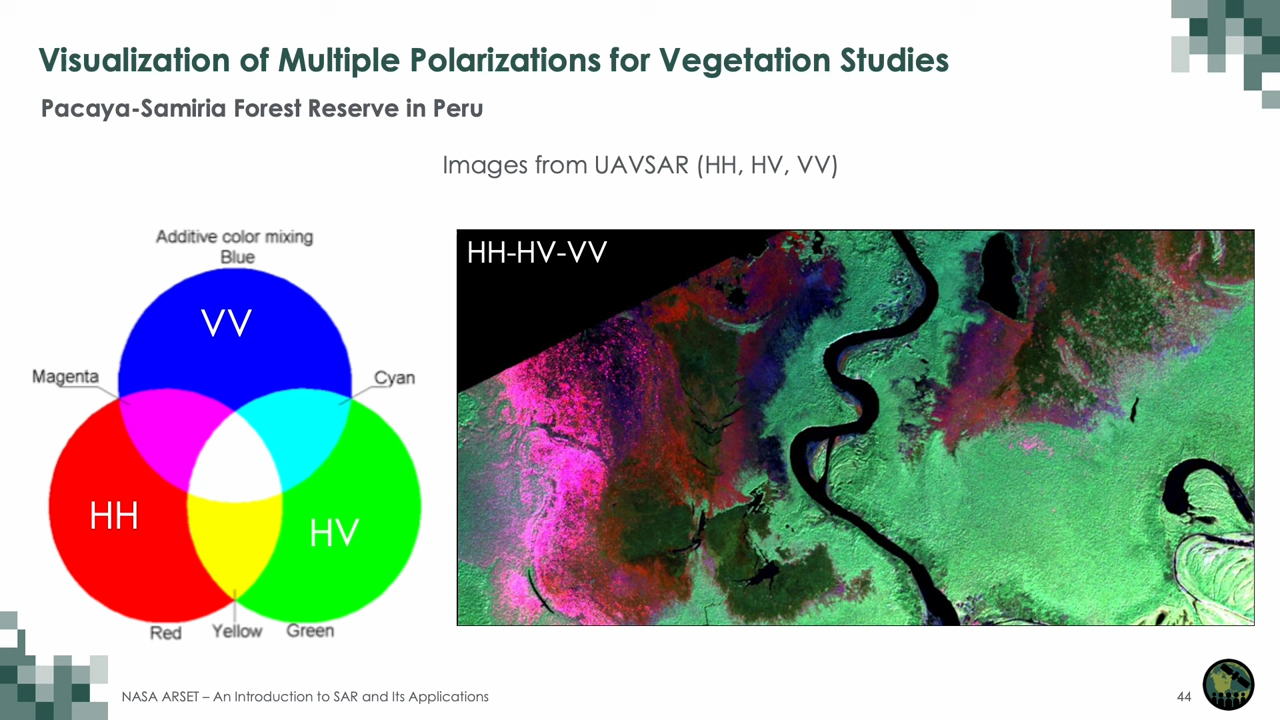 Visualization of Multiple Polarizations for Vegetation Studies
Pacaya-Samiria Forest Reserve in Peru
Images from UAVSAR (HH, HV, VV)
Additive color mixing
Blue
VV
Magenta
Cyan
HH
HV
Red
Yellow
Green
HH-HV-VV
NASA ARSET – An Introduction to SAR and Its Applications
44